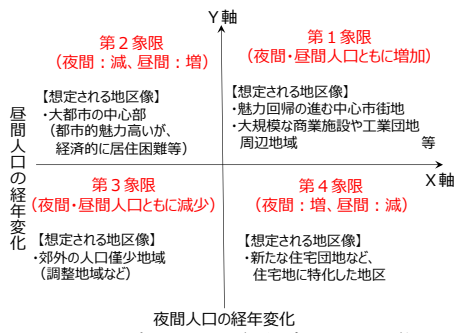 Y軸
第2象限
(夜間:減、昼間:増)
【想定される地区像】
・大都市の中心部
(都市的魅力高いが、
経済的に居住困難等)
第1象限
(夜間・昼間人口ともに増加)
【想定される地区像】
・魅力回帰の進む中心市街地
・大規模な商業施設や工業団地
周辺地域 等
X軸
昼間人口の経年変化
第3象限
(夜間・昼間人口ともに減少)
【想定される地区像】
・郊外の人口僅少地域
(調整地域など)
第4象限
(夜間:増、昼間:減)
【想定される地区像】
・新たな住宅団地など、
住宅地に特化した地区
夜間人口の経年変化